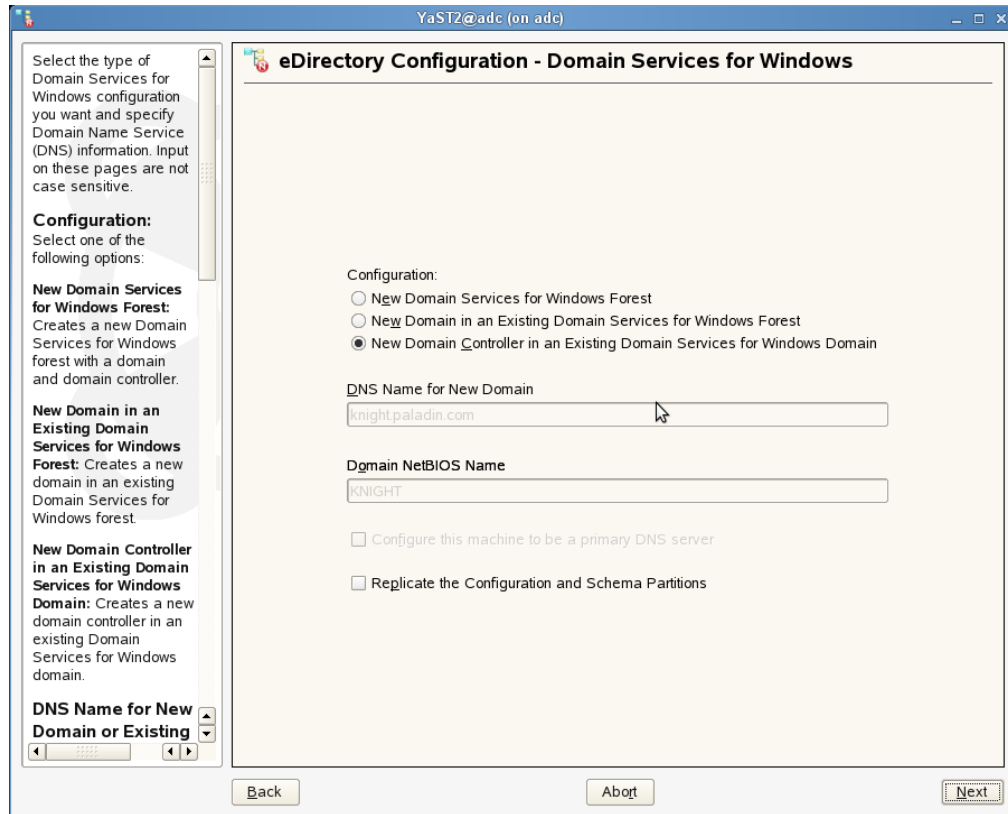 YaST2@adc (on adc)
Select the type of
Domain Services for
Windows configuration
you want and specify
Domain Name Service
(DNS) information. Input
on these pages are not
case sensitive.
Configuration:
Select one of the
following options:
New Domain Services
for Windows Forest:
Creates a new Domain
Services for Windows
forest with a domain
and domain controller.
New Domain in an
Existing Domain
Services for Windows
Forest: Creates a new
domain in an existing
Domain Services for
Windows forest.
New Domain Controller
in an Existing Domain
Services for Windows
Domain: Creates a new
domain controller in an
existing Domain
Services for Windows
domain.
DNS Name for New
Domain or Existing
eDirectory Configuration - Domain Services for Windows
Configuration:
New Domain Services for Windows Forest
New Domain in an Existing Domain Services for Windows Forest
New Domain Controller in an Existing Domain Services for Windows Domain
DNS Name for New Domain
knight.paladin.com
Domain NetBIOS Name
KNIGHT
Configure this machine to be a primary DNS server
Replicate the Configuration and Schema Partitions
Back
Abort
Next